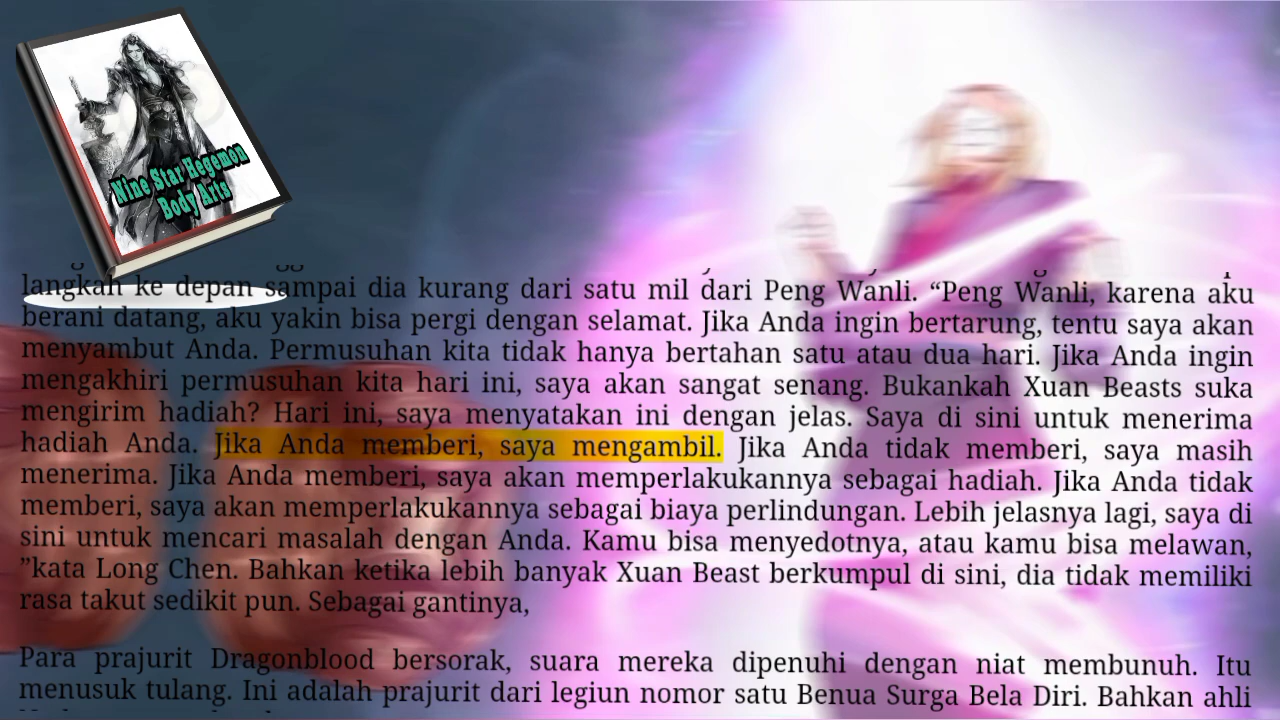 Nine Star Hegemon
Body Arts
langkah ke depan sampai dia kurang dari satu mil dari Peng Wanli. “Peng Wanli, karena aku
berani datang, aku yakin bisa pergi dengan selamat. Jika Anda ingin bertarung, tentu saya akan
menyambut Anda. Permusuhan kita tidak hanya bertahan satu atau dua hari. Jika Anda ingin
mengakhiri permusuhan kita hari ini, saya akan sangat senang. Bukankah Xuan Beasts suka
mengirim hadiah? Hari ini, saya menyatakan ini dengan jelas. Saya di sini untuk menerima
hadiah Anda. Jika Anda memberi, saya mengambil. Jika Anda tidak memberi, saya masih
menerima. Jika Anda memberi, saya akan memperlakukannya sebagai hadiah. Jika Anda tidak
memberi, saya akan memperlakukannya sebagai biaya perlindungan. Lebih jelasnya lagi, saya di
sini untuk mencari masalah dengan Anda. Kamu bisa menyedotnya, atau kamu bisa melawan,
”kata Long Chen. Bahkan ketika lebih banyak Xuan Beast berkumpul di sini, dia tidak memiliki
rasa takut sedikit pun. Sebagai gantinya,
Para prajurit Dragonblood bersorak, suara mereka dipenuhi dengan niat membunuh. Itu
menusuk tulang. Ini adalah prajurit dari legiun nomor satu Benua Surga Bela Diri. Bahkan ahli